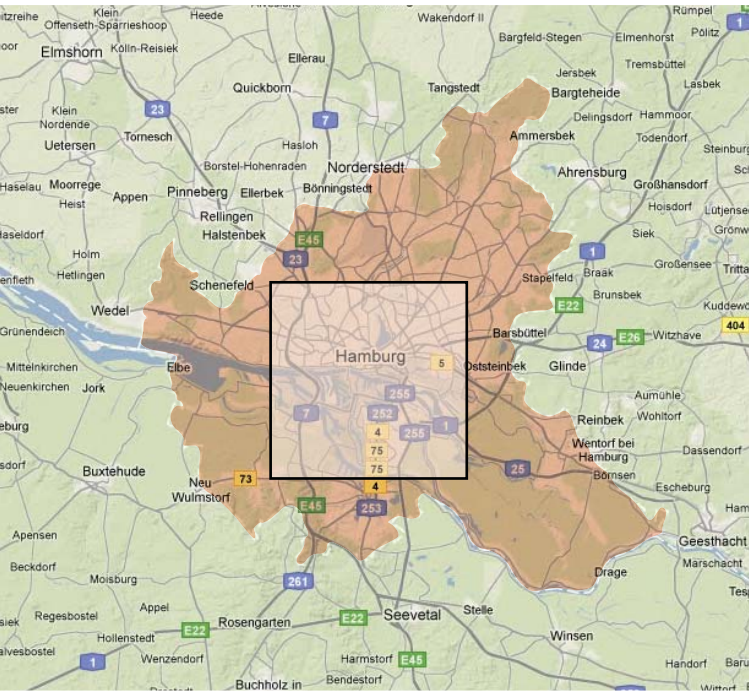 Klein
Offenseth-Sparrieshoop
Heede
Wakendorf II
Rümpel
1
Pölitz
Bargfeld-Stegen
Elmenhorst
Elmshorn
Kölln-Reisiek
Ellerau
Tremsbüttel
Jersbek
Lasbek
Quickborn
Tangstedt
Bargteheide
23
Klein
Nordende
7
Delingsdorf
Hammoor
Tornesch
Ammersbek
Todendorf
Uetersen
Hasloh
Borstel-Hohenraden
Norderstedt
Ahrensburg
Haselau
Moorrege
Appen
Pinneberg
Ellerbek
Bönningstedt
Großhansdorf
Heist
Rellingen
Hoisdorf
Halstenbek
E45
Siek
23
1
Holm
Großensee
Hetlingen
Schenefeld
Stapelfeld
Braak
Brunsbek
Wedel
E22
404
Grünendeich
Barsbüttel
24
E26
Witzhave
Hamburg
5
Mittelnkirchen
Elbe
Oststeinbek
Glinde
Neuenkirchen
Jork
255
Aumühle
7
252
Wohltorf
1
Reinbek
4
255
Wentorf bei
Hamburg
75
Dassendorf
Buxtehude
75
25
Börnsen
73
4
Neu
Wulmstorf
Escheburg
E45
253
Apensen
Geesthacht
Beckdorf
Marschacht
Moisburg
261
Drage
Appel
Regesbostel
Rosengarten
E22
Seevetal
Stelle
E22
Hollenstedt
Winsen
1
Wenzendorf
Harmstorf
E45
Handorf
Bendestorf
Buchholz in